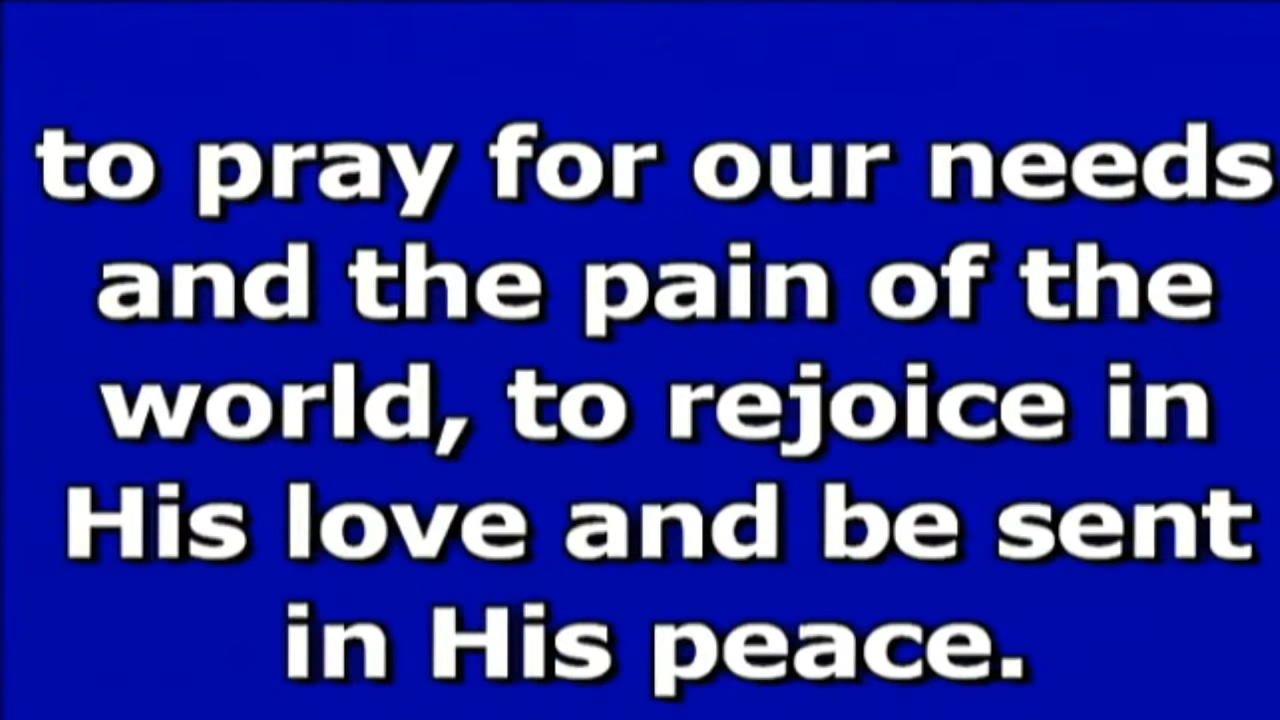 to pray for our needs
and the pain of the
world, to rejoice in
His love and be sent
in His peace.